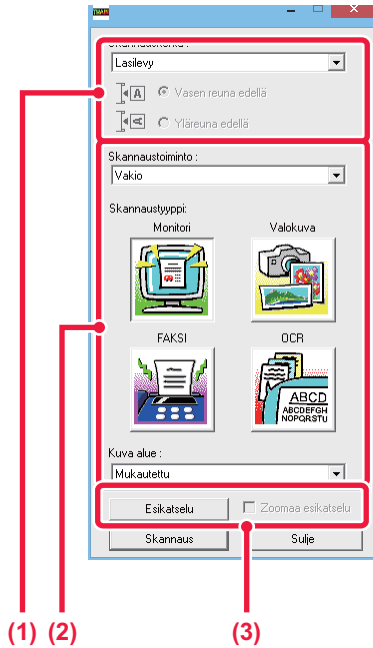 Lasilevy
A Vasen reuna edellä
A Yläreuna edellä
Skannaustoiminto :
Vakio
Skannaustyyppi:
Monitori Valokuva
FAKSI OCR
ABCD
ABCDEFGH
NOPQRSTU
Kuva alue :
Mukautettu
Esikatselu Zoomaa esikatselu
Skannaus Sulje
(1) (2) (3)